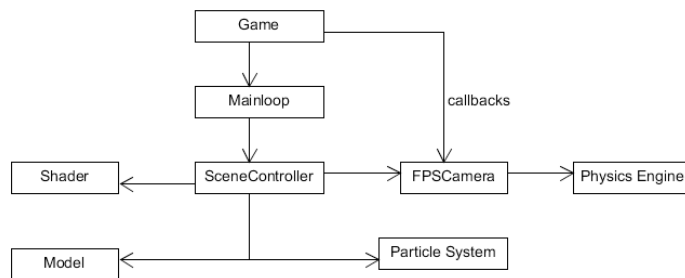 Game
Mainloop
callbacks
Shader
SceneController
FPSCamera
Physics Engine
Model
Particle System